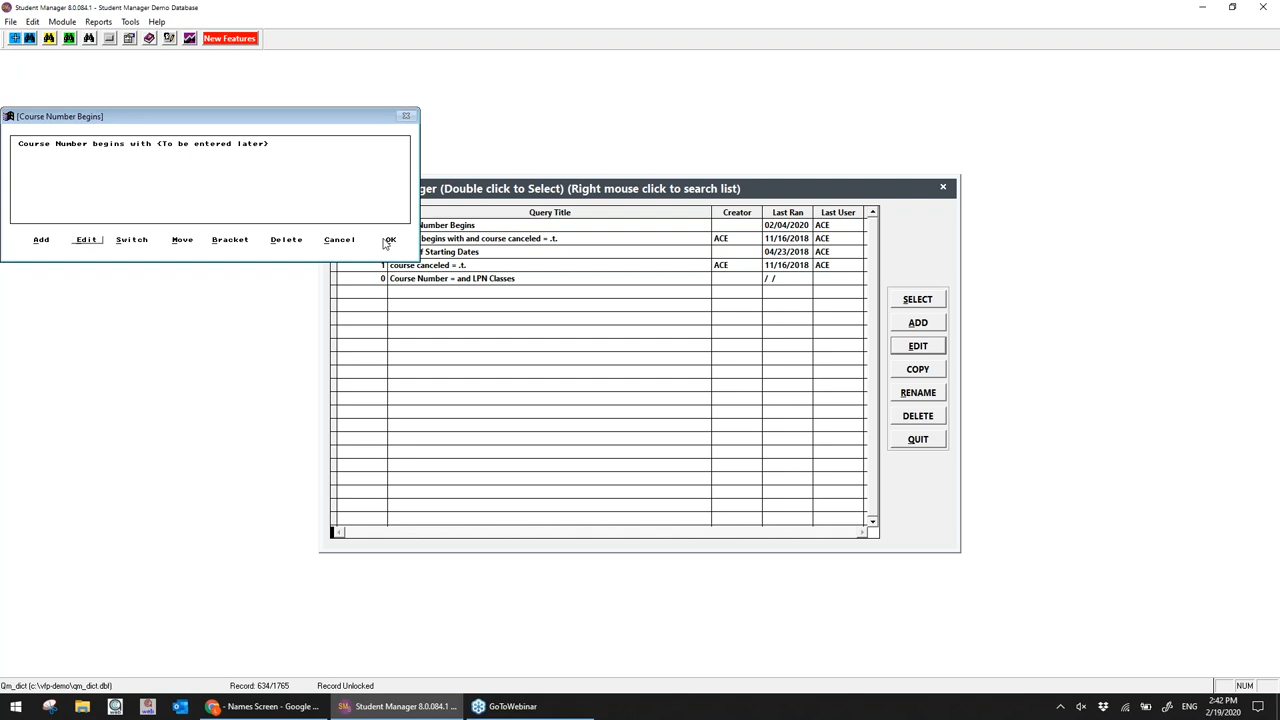 Student Manager 8.0.084.1 - Student Manager Demo Database
File Edit Module Reports Tools Help
New Features
[Course Number Begins]
Course Number begins with {To be entered later}
Add Edit Switch Move Bracket Delete Cancel OK
ger (Double click to Select) (Right mouse click to search list)
Query Title Creator Last Ran Last User
Number Begins 02/04/2020 ACE
begins with and course canceled = .t. ACE 11/16/2018 ACE
f Starting Dates 04/23/2018 ACE
1 course canceled = .t. ACE 11/16/2018 ACE
0 Course Number = and LPN Classes / /
SELECT
ADD
EDIT
COPY
RENAME
DELETE
QUIT
Qm_dict (c:\vfp-demo\qm_dict.dbf) Record: 634/1765 Record Unlocked NUM
- Names Screen - Google ... Student Manager 8.0.084.1 ... GoToWebinar
2:42 PM
2/19/2020